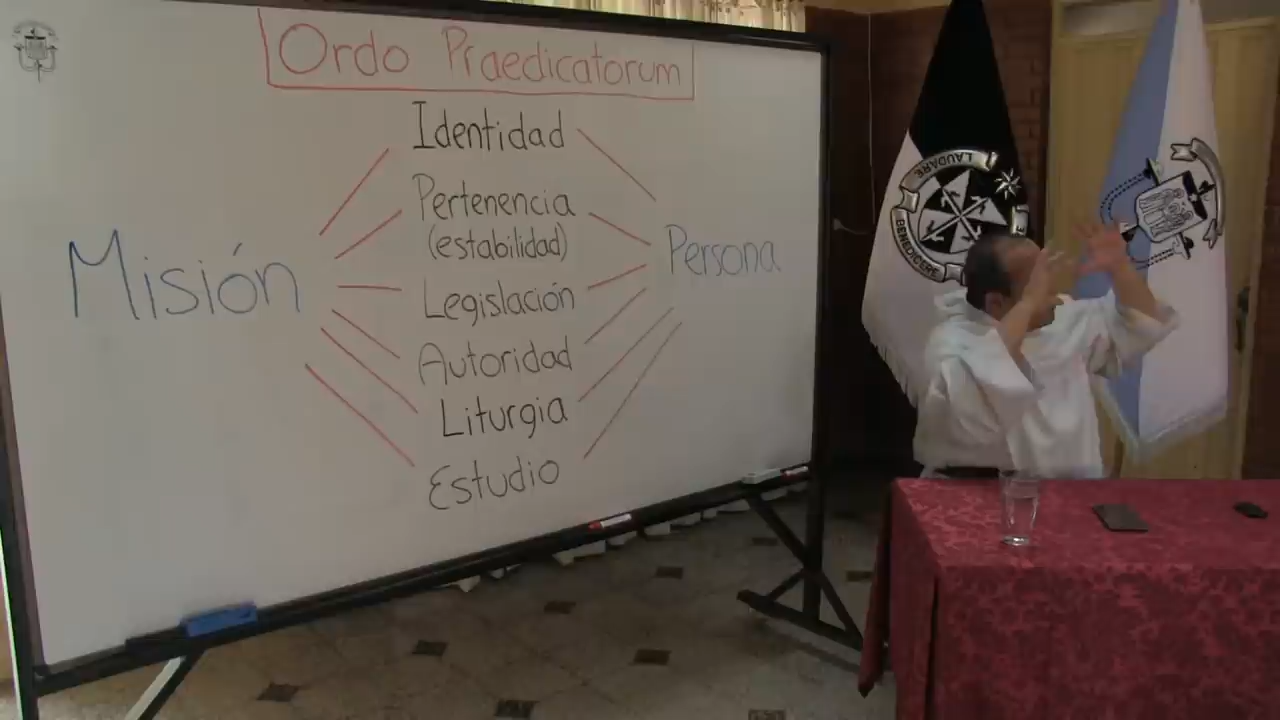 Ordo Praedicatorum
Identidad
Pertenencia
(estabilidad)
Misión
Persona
Legislación
Autoridad
Liturgia
Estudio
LAUDARE
BENEDICERE